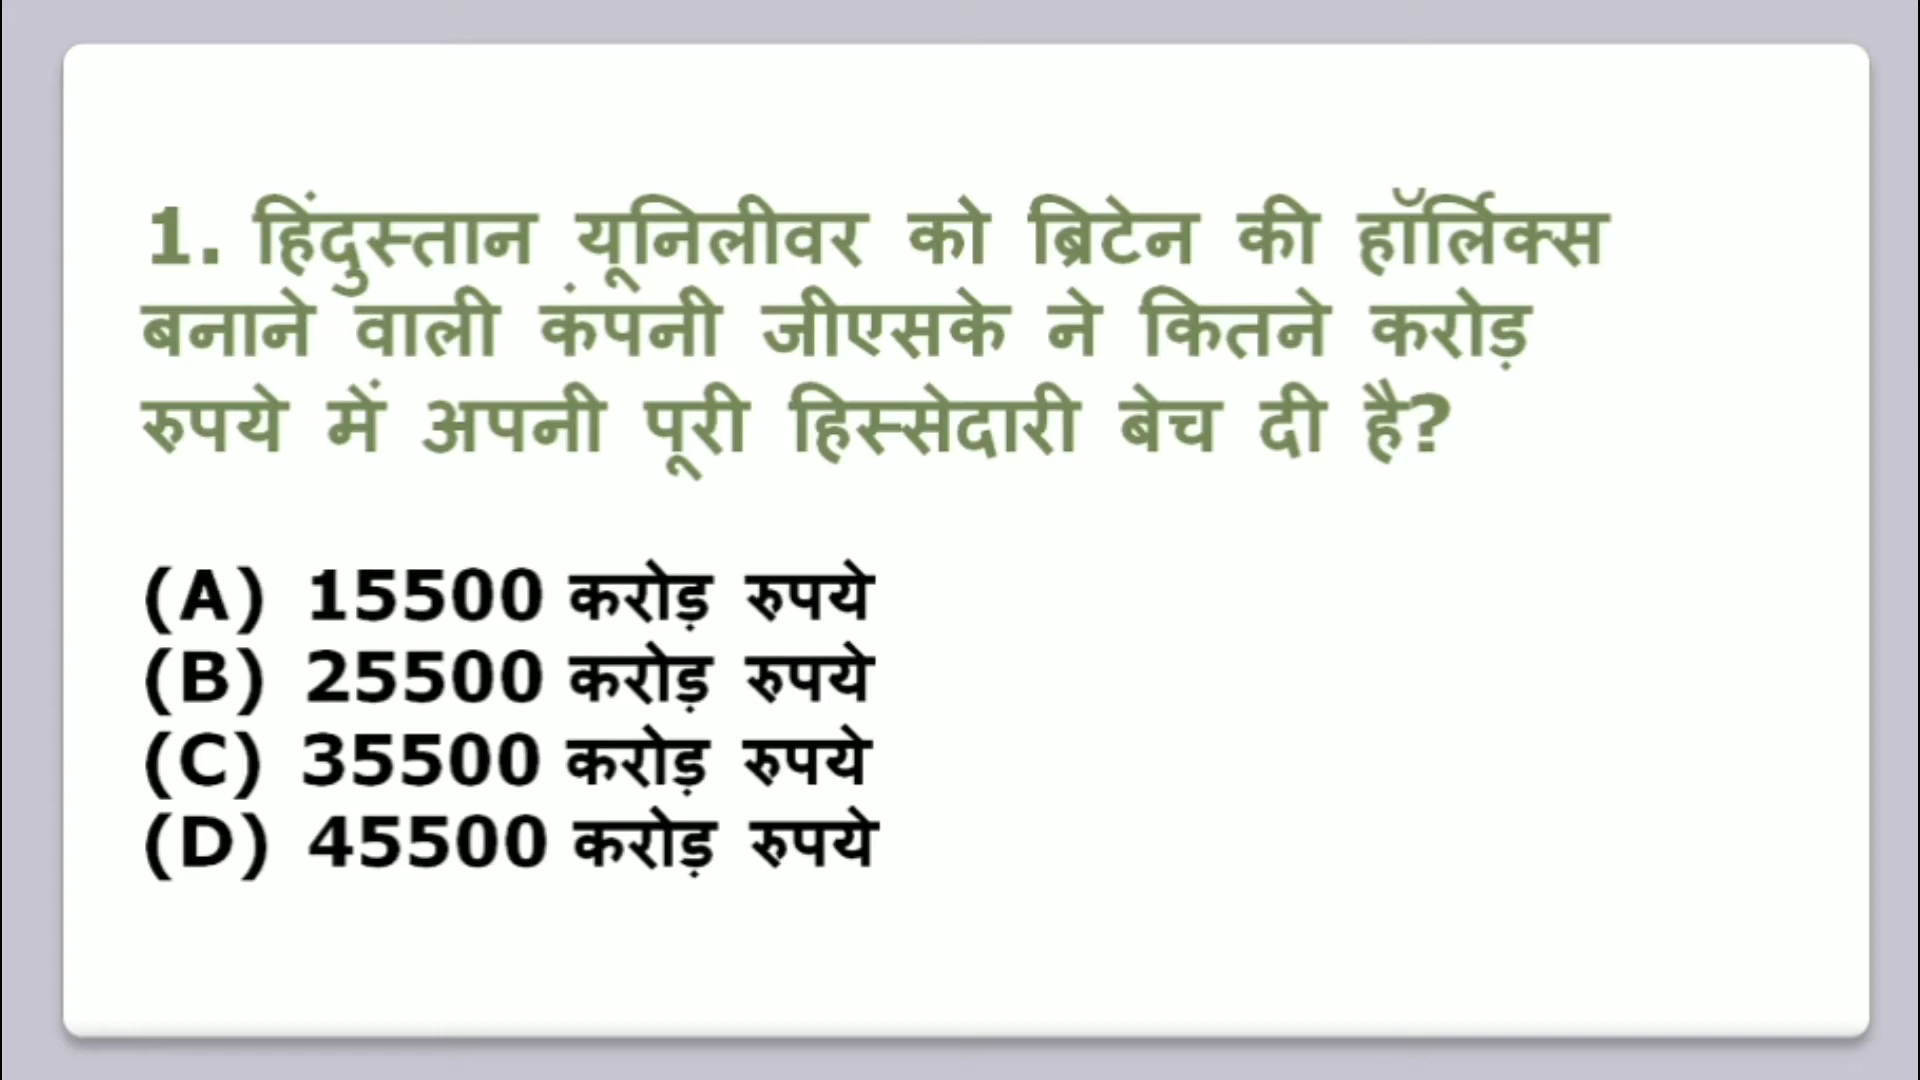 1. हिंदुस्तान यूनिलीवर को ब्रिटेन की हॉर्लिक्स
बनाने वाली कंपनी जीएसके ने कितने करोड़
रुपये में अपनी पूरी हिस्सेदारी बेच दी है?
(A) 15500 करोड़ रुपये
(B) 25500 करोड़ रुपये
(C) 35500 करोड़ रुपये
(D) 45500 करोड़ रुपये